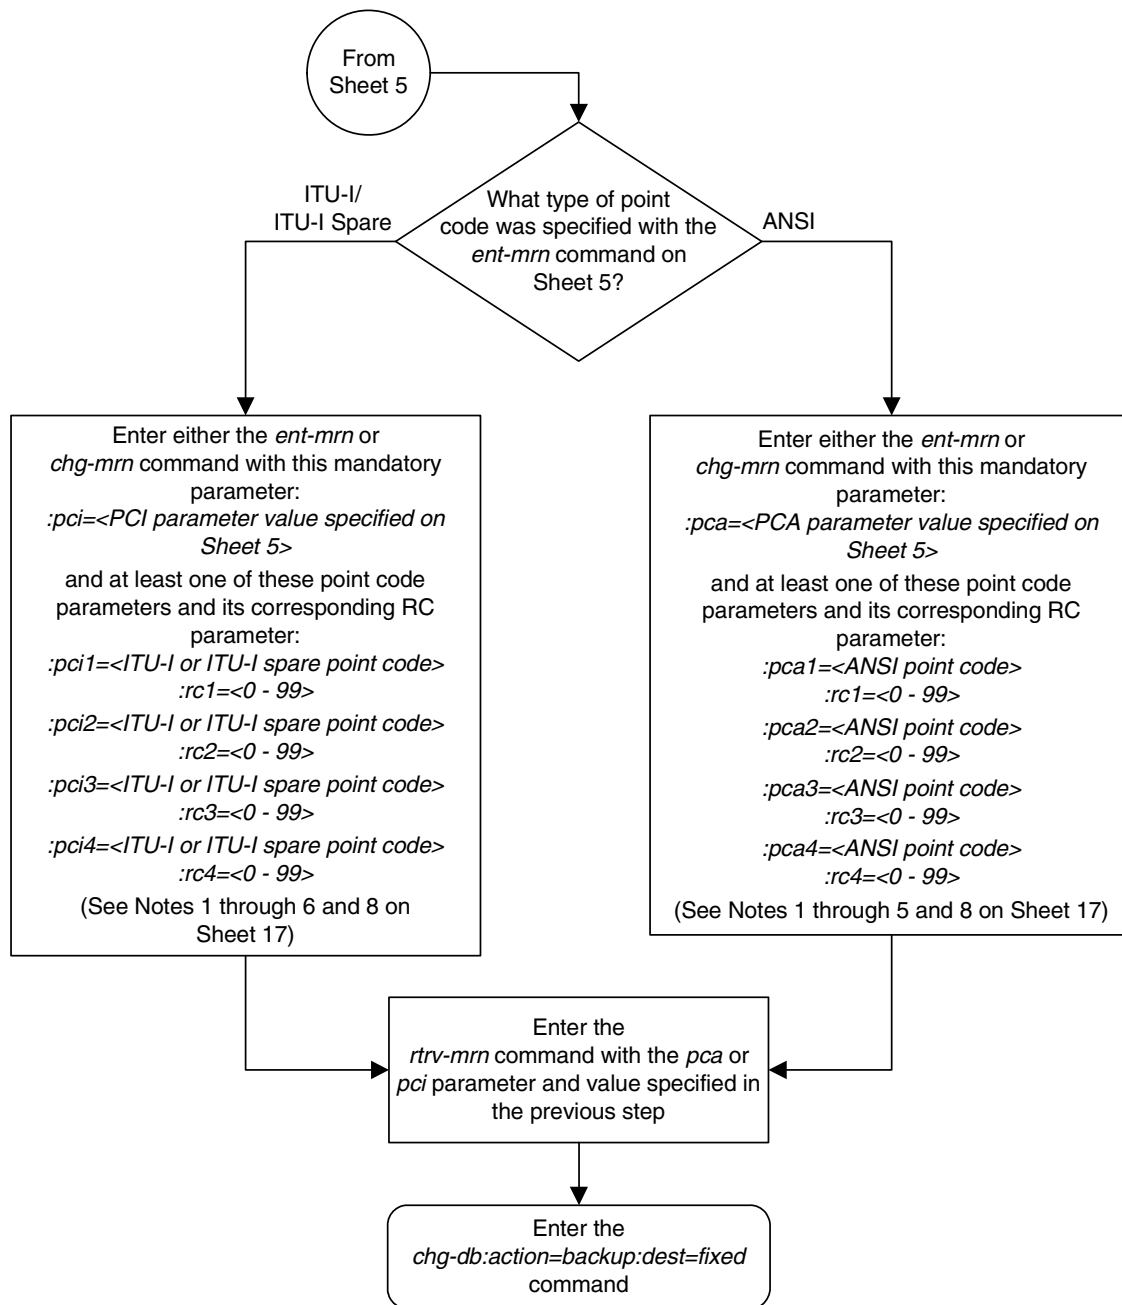 From
Sheet 5
What type of point
code was specified with the
ent-mrn command on
Sheet 5?
ITU-I/
ITU-I Spare
ANSI
Enter either the ent-mrn or
chg-mrn command with this mandatory
parameter:
:pci=<PCI parameter value specified on
Sheet 5>
and at least one of these point code
parameters and its corresponding RC
parameter:
:pci1=<ITU-I or ITU-I spare point code>
:rc1=<0 - 99>
:pci2=<ITU-I or ITU-I spare point code>
:rc2=<0 - 99>
:pci3=<ITU-I or ITU-I spare point code>
:rc3=<0 - 99>
:pci4=<ITU-I or ITU-I spare point code>
:rc4=<0 - 99>
(See Notes 1 through 6 and 8 on
Sheet 17)
Enter either the ent-mrn or
chg-mrn command with this mandatory
parameter:
:pca=<PCA parameter value specified on
Sheet 5>
and at least one of these point code
parameters and its corresponding RC
parameter:
:pca1=<ANSI point code>
:rc1=<0 - 99>
:pca2=<ANSI point code>
:rc2=<0 - 99>
:pca3=<ANSI point code>
:rc3=<0 - 99>
:pca4=<ANSI point code>
:rc4=<0 - 99>
(See Notes 1 through 5 and 8 on Sheet 17)
Enter the
rtrv-mrn command with the pca or
pci parameter and value specified in
the previous step
Enter the
chg-db:action=backup:dest=fixed
command